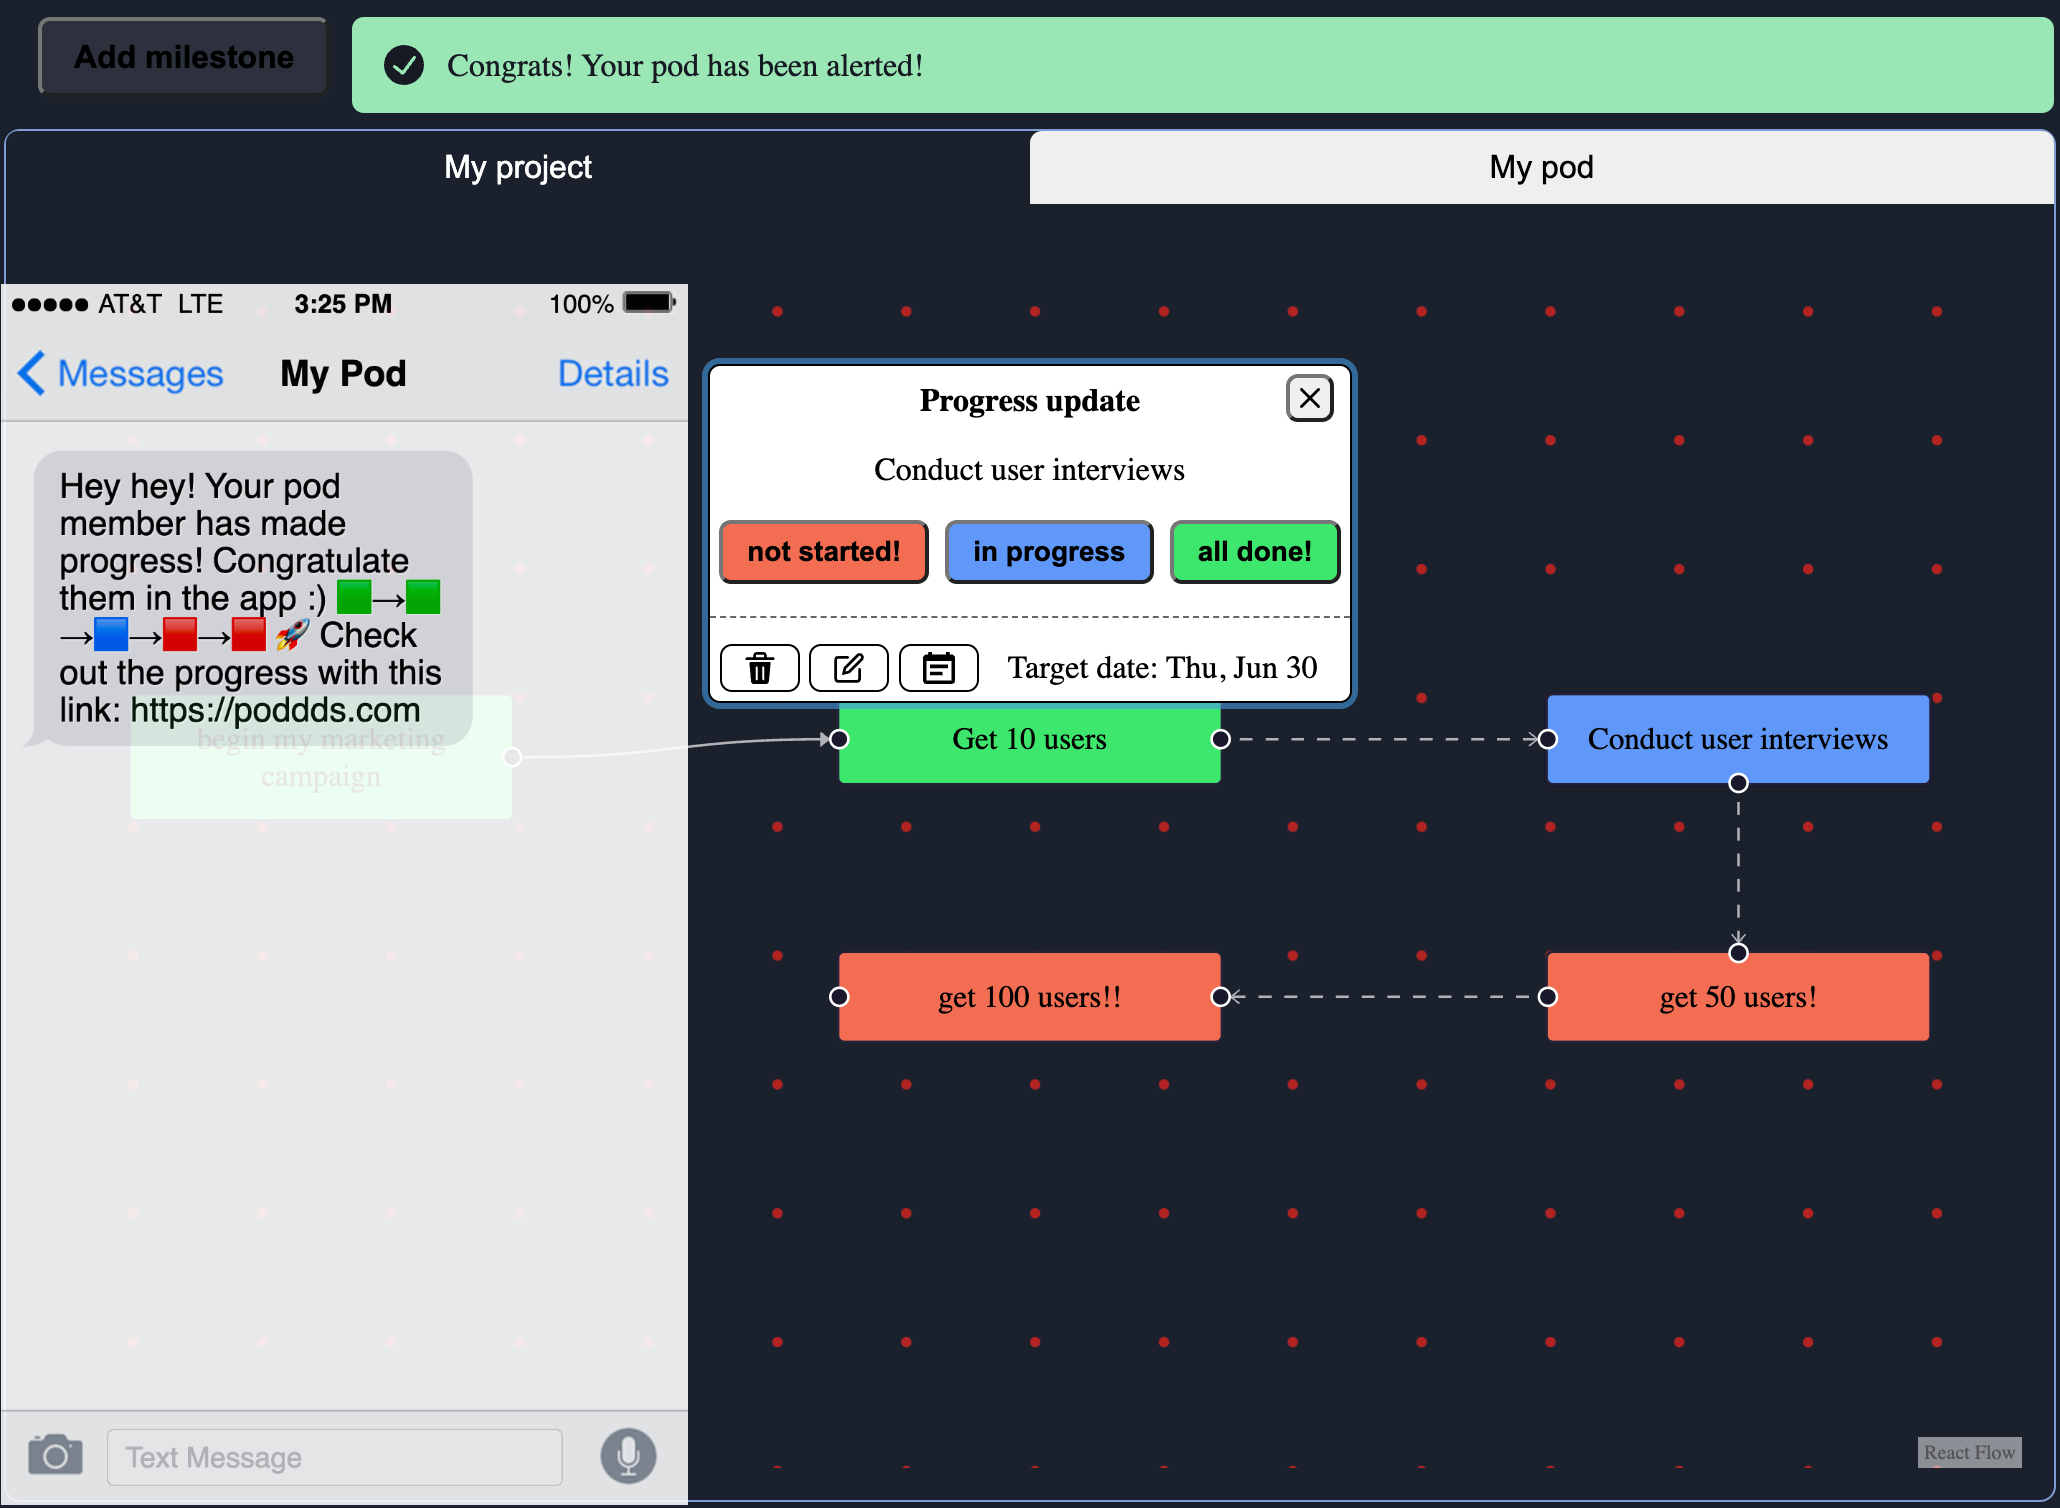 Add milestone
Congrats! Your pod has been alerted!
My project
My pod
AT&T LTE 3:25 PM 100%
Messages My Pod Details
Hey hey! Your pod
member has made
progress! Congratulate
them in the app :) 🟩→🟩
→🟦→🟥→🟥 🚀 Check
out the progress with this
link: https://poddds.com
begin my marketing
campaign
Text Message
Progress update
Conduct user interviews
not started! in progress all done!
Target date: Thu, Jun 30
Get 10 users
Conduct user interviews
get 100 users!!
get 50 users!
React Flow